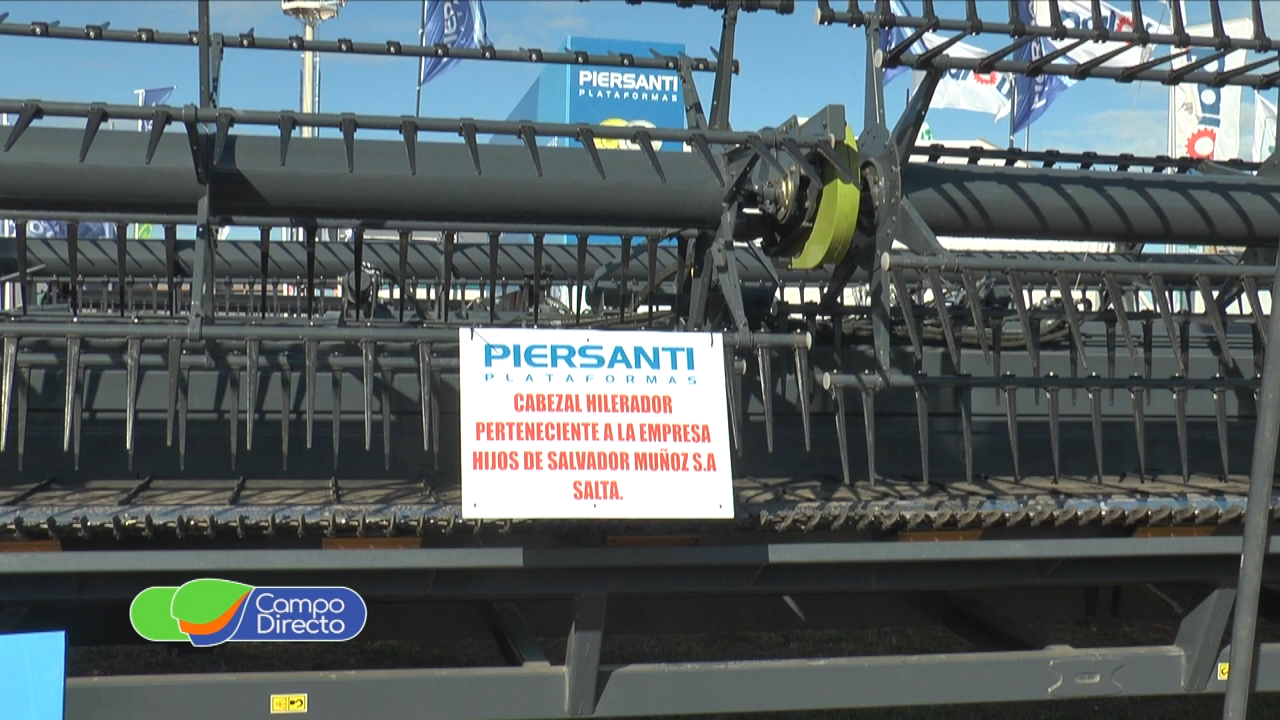 PIERSANTI
PLATAFORMAS
PIERSANTI
PLATAFORMAS
CABEZAL HILERADOR
PERTENECIENTE A LA EMPRESA
HIJOS DE SALVADOR MUÑOZ S.A
SALTA.
Campo
Directo